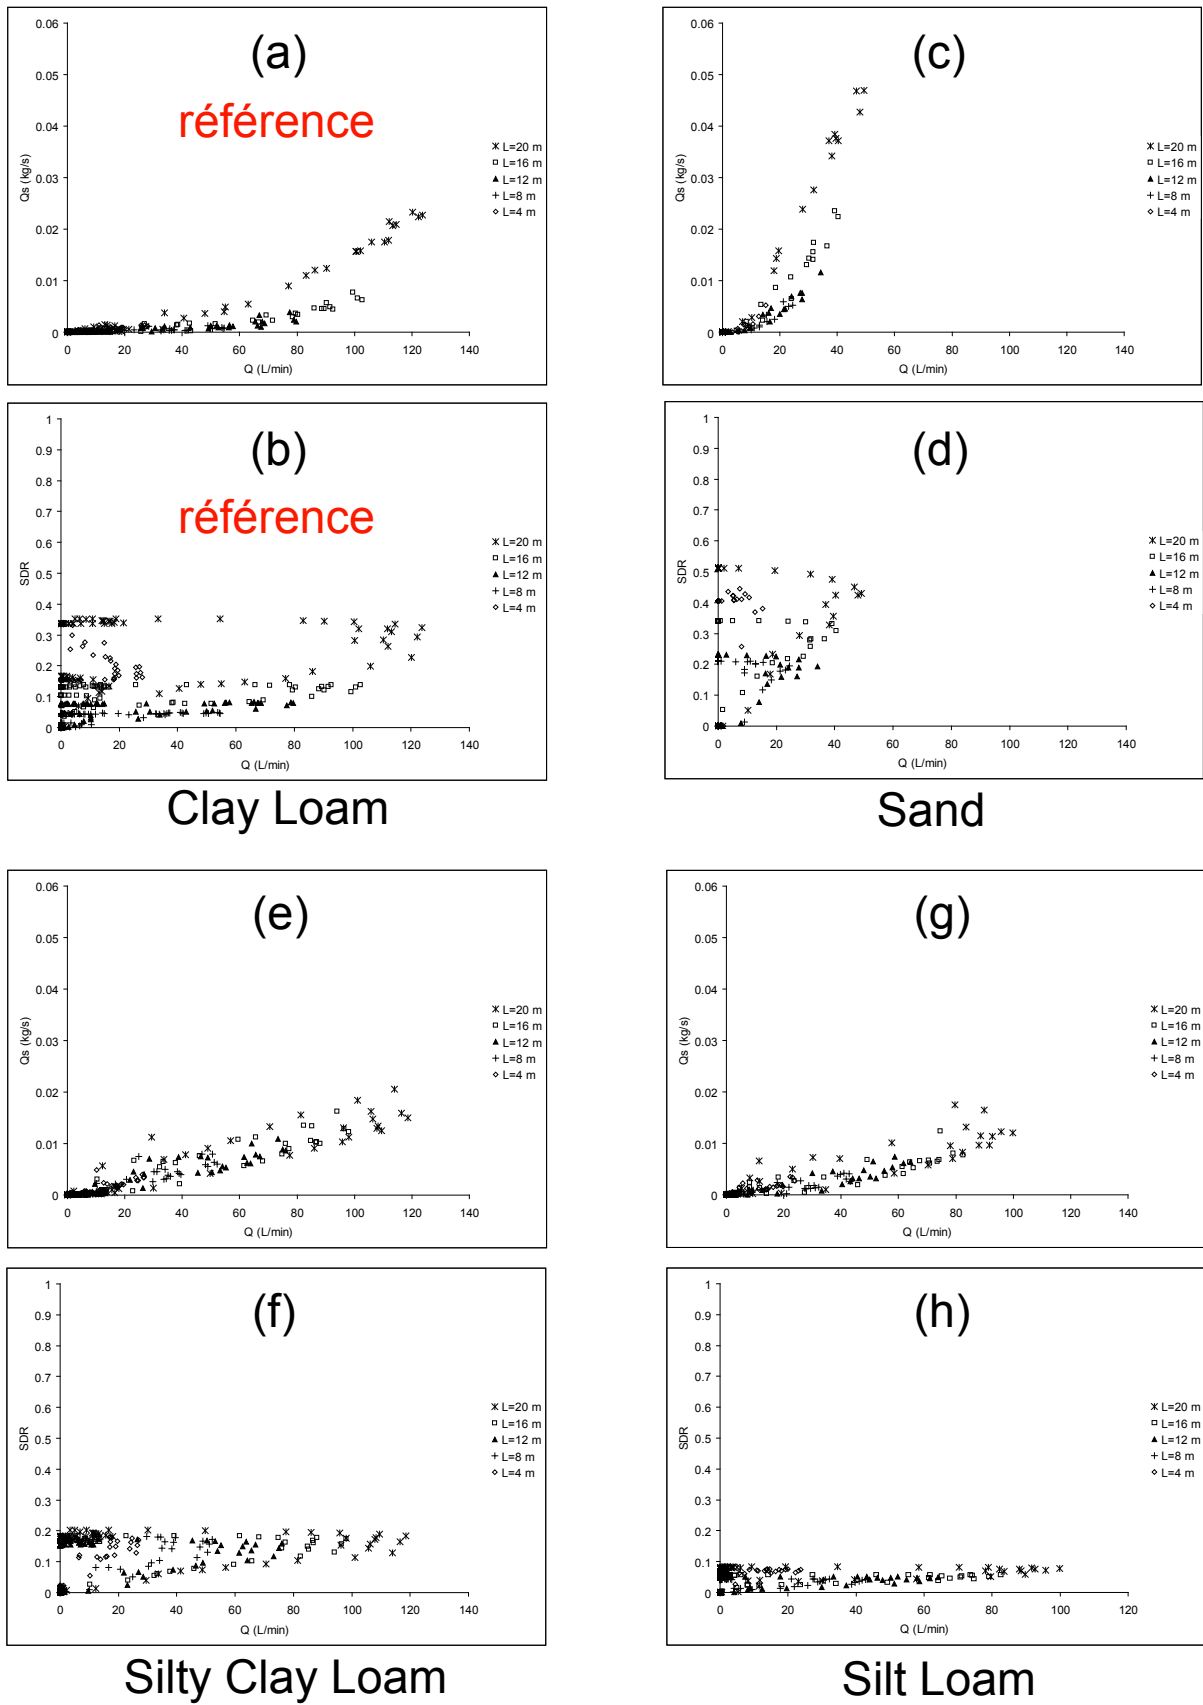 (a)
référence
0.06
0.05
0.04
0.03
0.02
0.01
0
Qs (kg/s)
0 20 40 60 80 100 120 140
Q (L/min)
L=20 m
L=16 m
L=12 m
L=8 m
L=4 m
(c)
0.06
0.05
0.04
0.03
0.02
0.01
0
Qs (kg/s)
0 20 40 60 80 100 120 140
Q (L/min)
L=20 m
L=16 m
L=12 m
L=8 m
L=4 m
(b)
référence
1
0.9
0.8
0.7
0.6
0.5
0.4
0.3
0.2
0.1
0
SDR
0 20 40 60 80 100 120 140
Q (L/min)
L=20 m
L=16 m
L=12 m
L=8 m
L=4 m
(d)
1
0.9
0.8
0.7
0.6
0.5
0.4
0.3
0.2
0.1
0
SDR
0 20 40 60 80 100 120 140
Q (L/min)
L=20 m
L=16 m
L=12 m
L=8 m
L=4 m
Clay Loam
Sand
(e)
0.06
0.05
0.04
0.03
0.02
0.01
0
Qs (kg/s)
0 20 40 60 80 100 120 140
Q (L/min)
L=20 m
L=16 m
L=12 m
L=8 m
L=4 m
(g)
0.06
0.05
0.04
0.03
0.02
0.01
0
Qs (kg/s)
0 20 40 60 80 100 120 140
Q (L/min)
L=20 m
L=16 m
L=12 m
L=8 m
L=4 m
(f)
1
0.9
0.8
0.7
0.6
0.5
0.4
0.3
0.2
0.1
0
SDR
0 20 40 60 80 100 120 140
Q (L/min)
L=20 m
L=16 m
L=12 m
L=8 m
L=4 m
(h)
1
0.9
0.8
0.7
0.6
0.5
0.4
0.3
0.2
0.1
0
SDR
0 20 40 60 80 100 120
Q (L/min)
L=20 m
L=16 m
L=12 m
L=8 m
L=4 m
Silty Clay Loam
Silt Loam